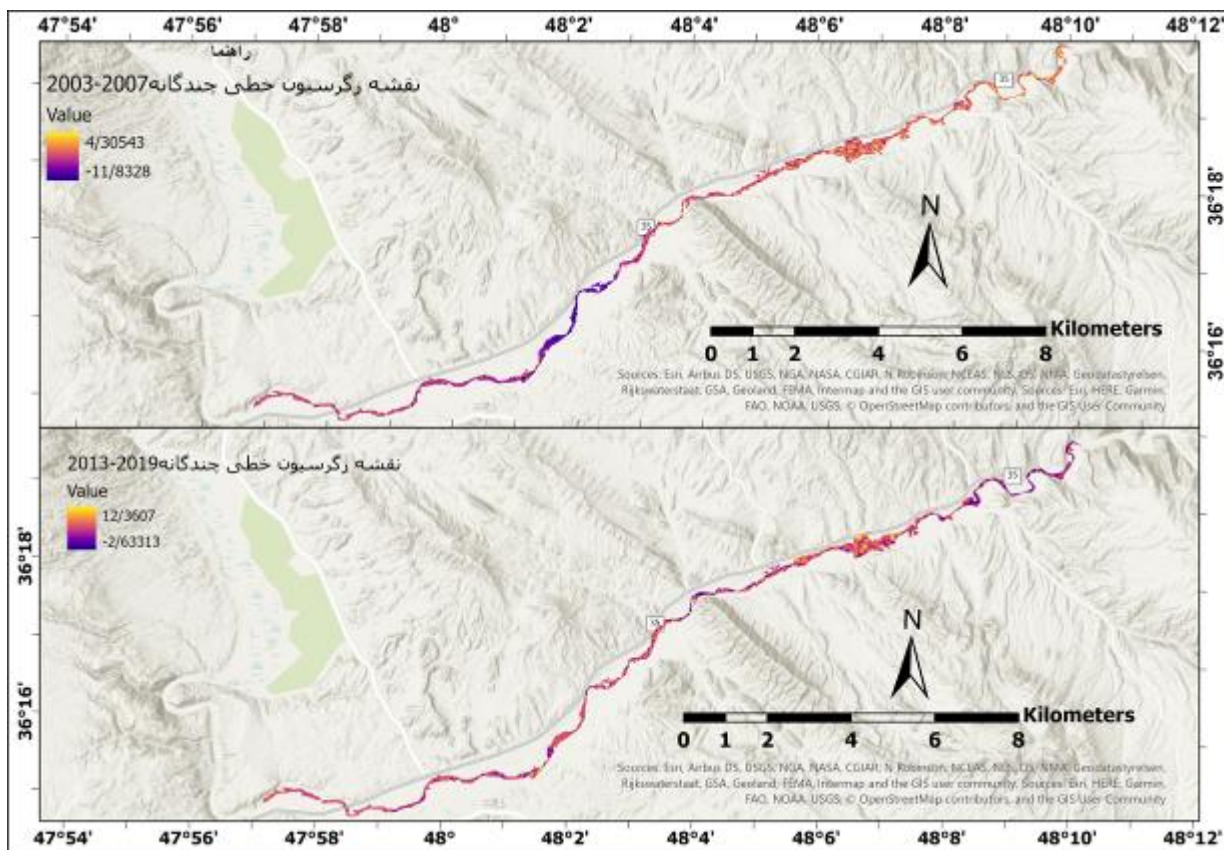 47°54' 47°56' 47°58' 48° 48°2' 48°4' 48°6' 48°8' 48°10' 48°12'
راهنما
نقشه رگرسیون خطی چندگانه2003-2007
Value
4/30543
-11/8328
35
35
N
36°18'
36°16'
Kilometers
0 1 2 4 6 8
Sources: Esri, Airbus DS, USGS, NGA, NASA, CGIAR, N Robinson, NCEAS, NLS, OS, NMA, Geodatastyrelsen,
Rijkswaterstaat, GSA, Geoland, FEMA, Intermap and the GIS user community, Sources: Esri, HERE, Garmin,
FAO, NOAA, USGS, © OpenStreetMap contributors, and the GIS User Community
نقشه رگرسیون خطی چندگانه2013-2019
Value
12/3607
-2/63313
35
35
N
36°18'
36°16'
Kilometers
0 1 2 4 6 8
Sources: Esri, Airbus DS, USGS, NGA, NASA, CGIAR, N Robinson, NCEAS, NLS, OS, NMA, Geodatastyrelsen,
Rijkswaterstaat, GSA, Geoland, FEMA, Intermap and the GIS user community, Sources: Esri, HERE, Garmin,
FAO, NOAA, USGS, © OpenStreetMap contributors, and the GIS User Community
47°54' 47°56' 47°58' 48° 48°2' 48°4' 48°6' 48°8' 48°10' 48°12'